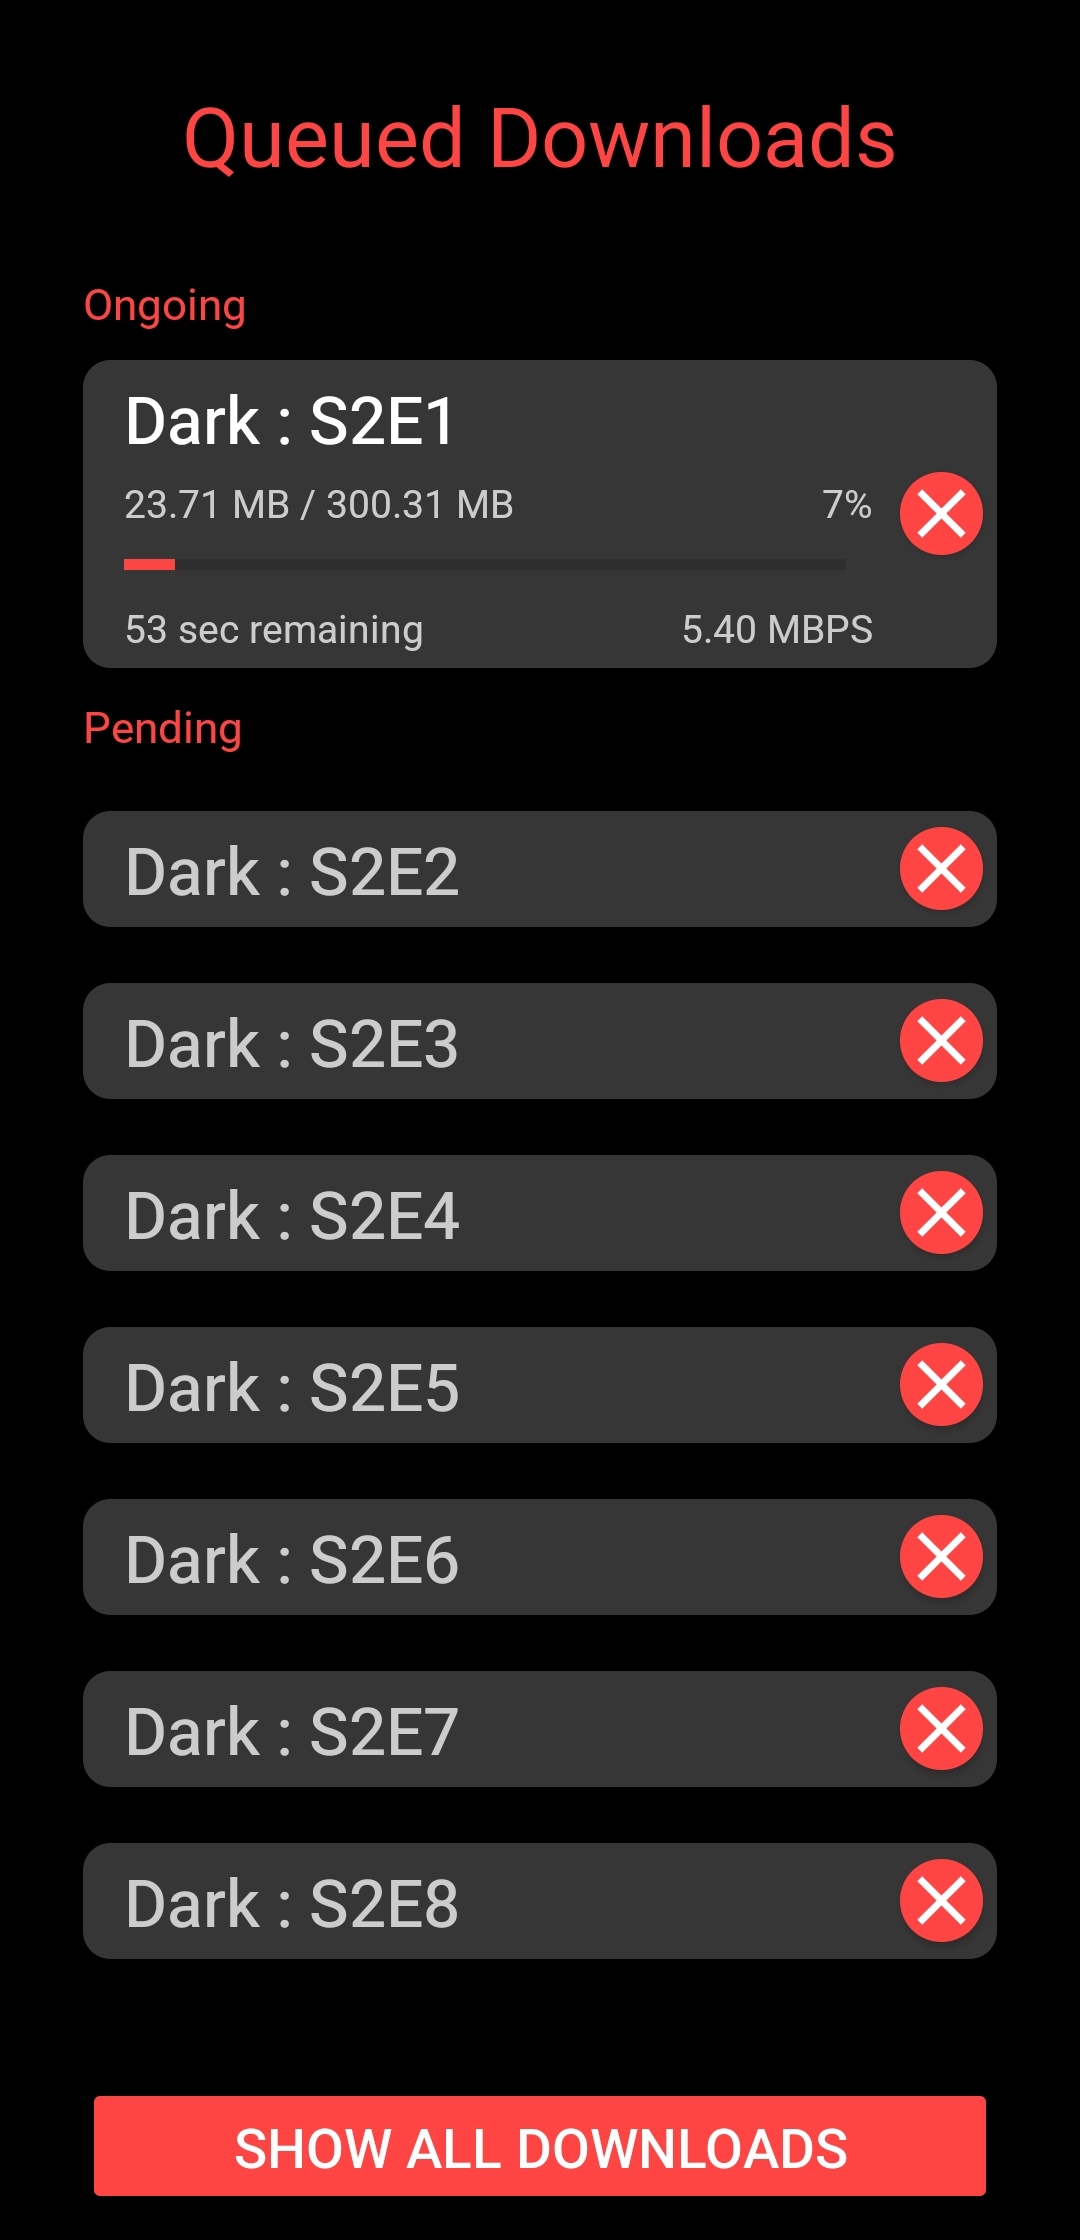 Queued Downloads
Ongoing
Dark : S2E1
23.71 MB / 300.31 MB 7%
53 sec remaining 5.40 MBPS
Pending
Dark : S2E2
Dark : S2E3
Dark : S2E4
Dark : S2E5
Dark : S2E6
Dark : S2E7
Dark : S2E8
SHOW ALL DOWNLOADS